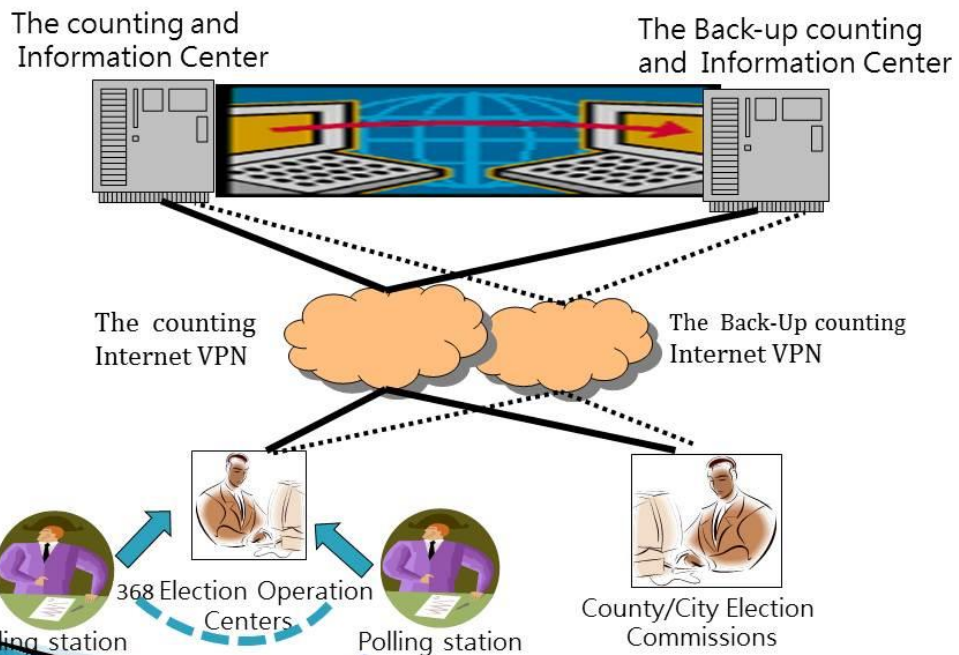 The counting and
Information Center
The Back-up counting
and Information Center
The counting
Internet VPN
The Back-Up counting
Internet VPN
368 Election Operation
Centers
station
Polling station
County/City Election
Commissions